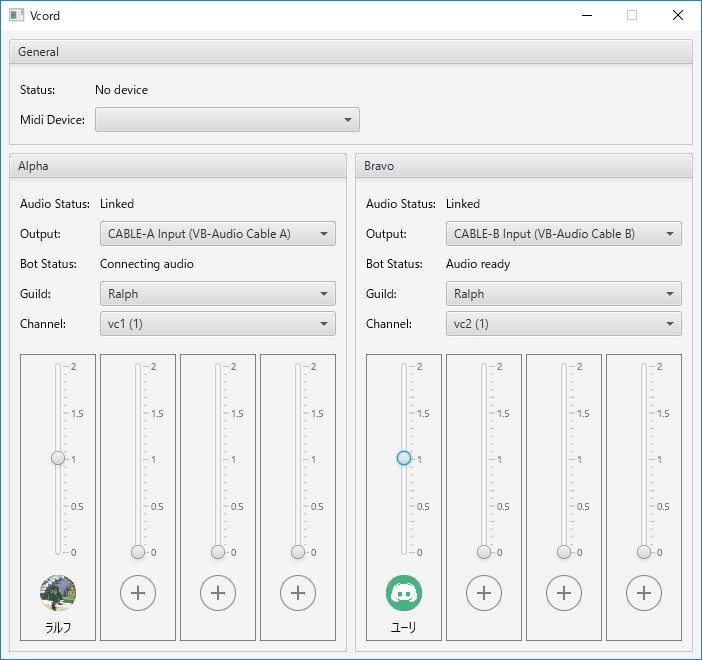 Vcord
General
Status: No device
Midi Device:
Alpha
Audio Status: Linked
Output: CABLE-A Input (VB-Audio Cable A)
Bot Status: Connecting audio
Guild: Ralph
Channel: vc1 (1)
2 2 2 2
1.5 1.5 1.5 1.5
1 1 1 1
0.5 0.5 0.5 0.5
0 0 0 0
ラルフ
Bravo
Audio Status: Linked
Output: CABLE-B Input (VB-Audio Cable B)
Bot Status: Audio ready
Guild: Ralph
Channel: vc2 (1)
2 2 2 2
1.5 1.5 1.5 1.5
1 1 1 1
0.5 0.5 0.5 0.5
0 0 0 0
ユーリ